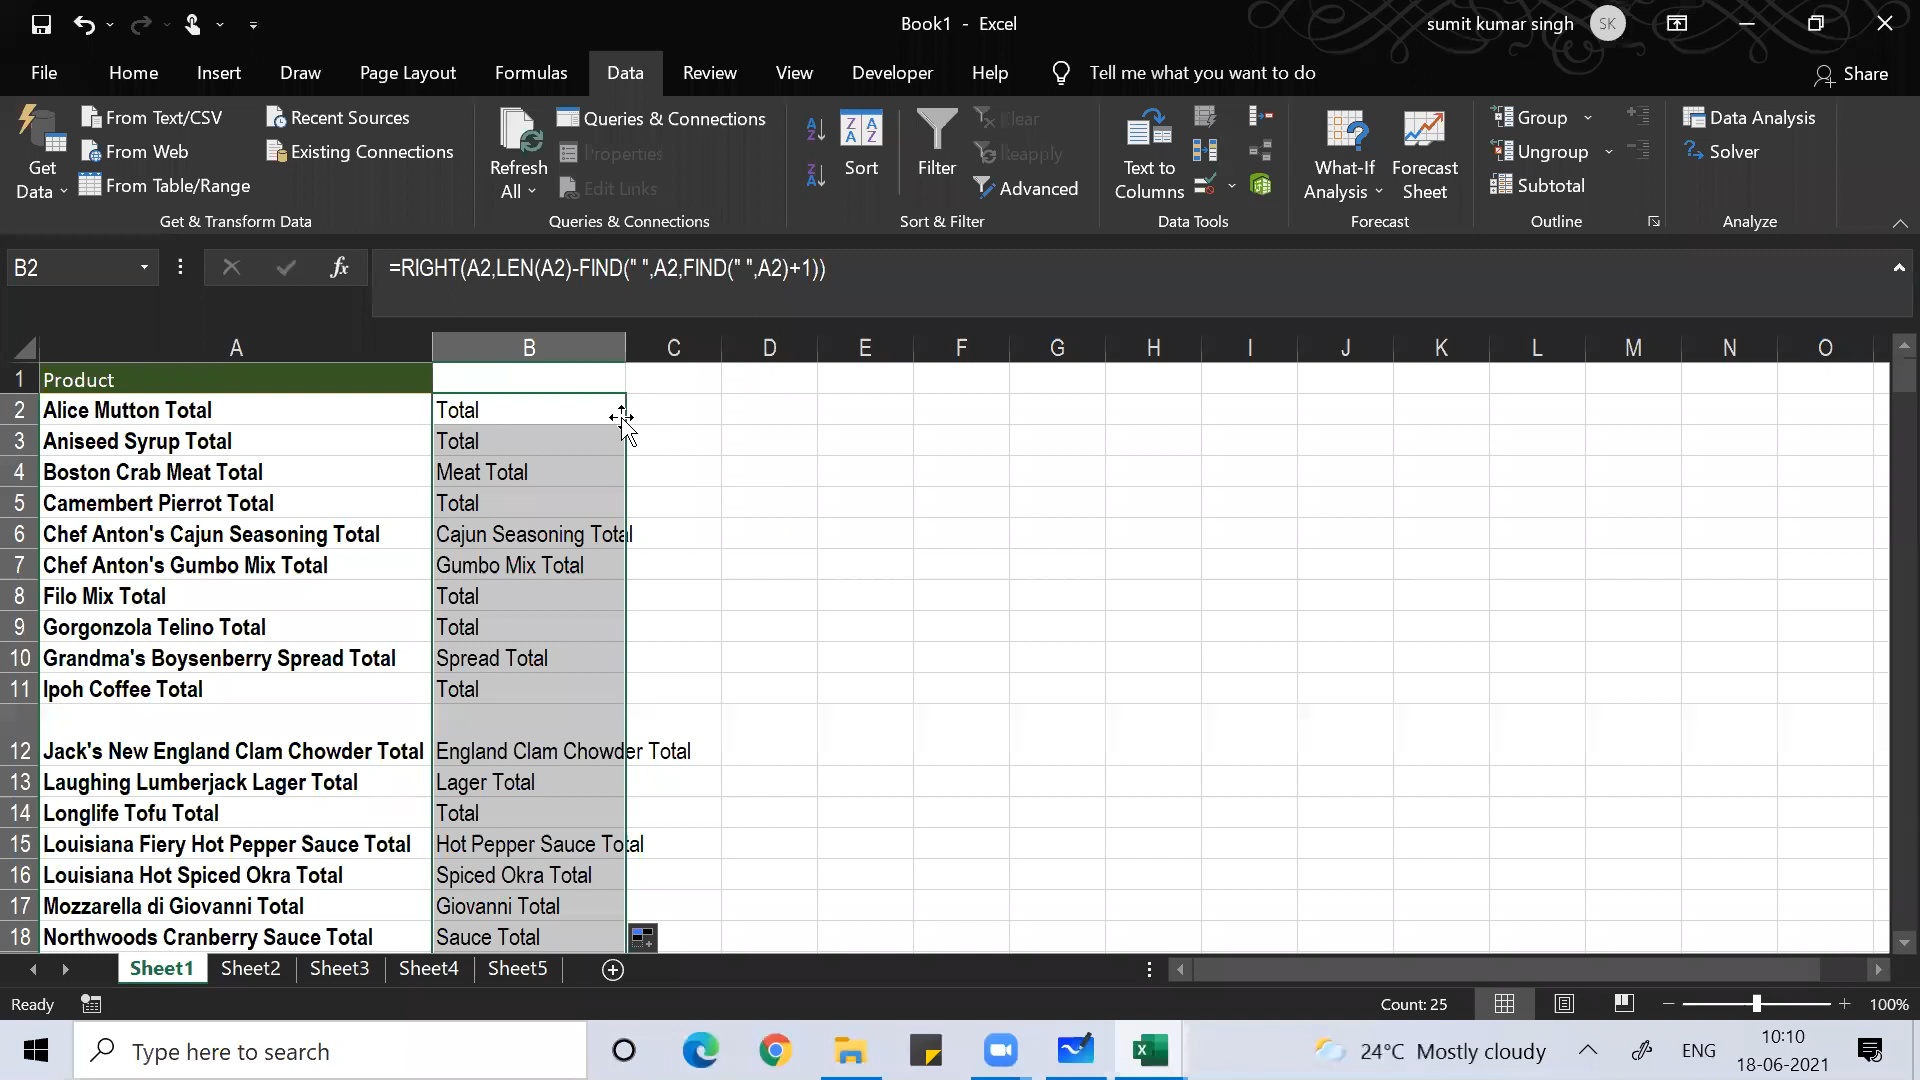 Book1 - Excel
sumit kumar singh
SK
File Home Insert Draw Page Layout Formulas Data Review View Developer Help Tell me what you want to do Share
Get Data
From Text/CSV
From Web
From Table/Range
Recent Sources
Existing Connections
Get & Transform Data
Refresh All
Queries & Connections
Properties
Edit Links
Queries & Connections
Sort
Filter
Clear
Reapply
Advanced
Sort & Filter
Text to Columns
Data Tools
What-If Analysis
Forecast Sheet
Forecast
Group
Ungroup
Subtotal
Outline
Data Analysis
Solver
Analyze
B2
fx
=RIGHT(A2,LEN(A2)-FIND(" ",A2,FIND(" ",A2)+1))
A B C D E F G H I J K L M N O
1 Product
2 Alice Mutton Total Total
3 Aniseed Syrup Total Total
4 Boston Crab Meat Total Meat Total
5 Camembert Pierrot Total Total
6 Chef Anton's Cajun Seasoning Total Cajun Seasoning Total
7 Chef Anton's Gumbo Mix Total Gumbo Mix Total
8 Filo Mix Total Total
9 Gorgonzola Telino Total Total
10 Grandma's Boysenberry Spread Total Spread Total
11 Ipoh Coffee Total Total
12 Jack's New England Clam Chowder Total England Clam Chowder Total
13 Laughing Lumberjack Lager Total Lager Total
14 Longlife Tofu Total Total
15 Louisiana Fiery Hot Pepper Sauce Total Hot Pepper Sauce Total
16 Louisiana Hot Spiced Okra Total Spiced Okra Total
17 Mozzarella di Giovanni Total Giovanni Total
18 Northwoods Cranberry Sauce Total Sauce Total
Sheet1 Sheet2 Sheet3 Sheet4 Sheet5
Ready
Count: 25
100%
Type here to search
24°C Mostly cloudy
ENG
10:10
18-06-2021